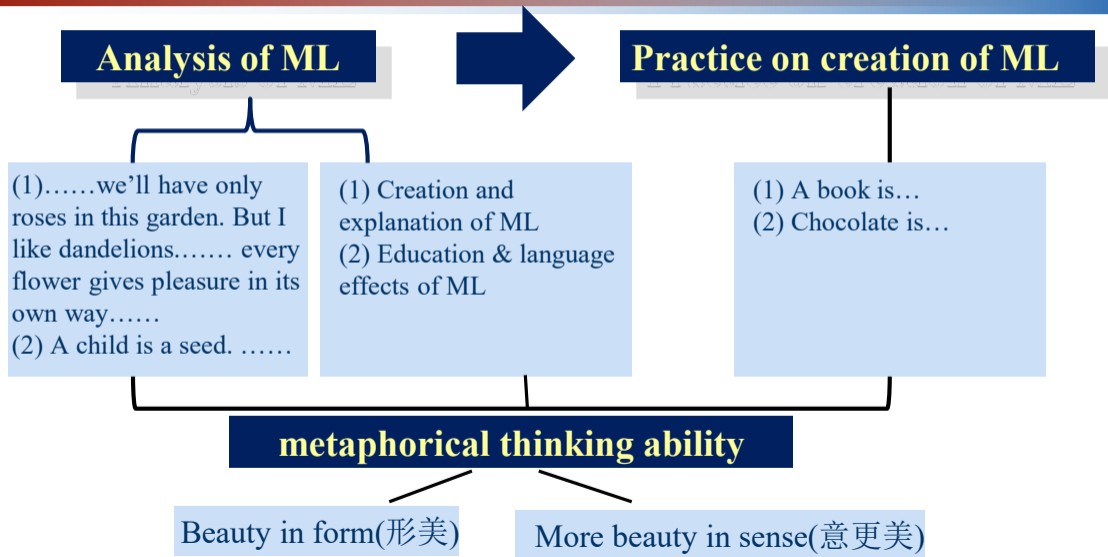 Analysis of ML
Practice on creation of ML
(1)……we’ll have only
roses in this garden. But I
like dandelions……. every
flower gives pleasure in its
own way……
(2) A child is a seed. ……
(1) Creation and
explanation of ML
(2) Education & language
effects of ML
(1) A book is…
(2) Chocolate is…
metaphorical thinking ability
Beauty in form(形美)
More beauty in sense(意更美)